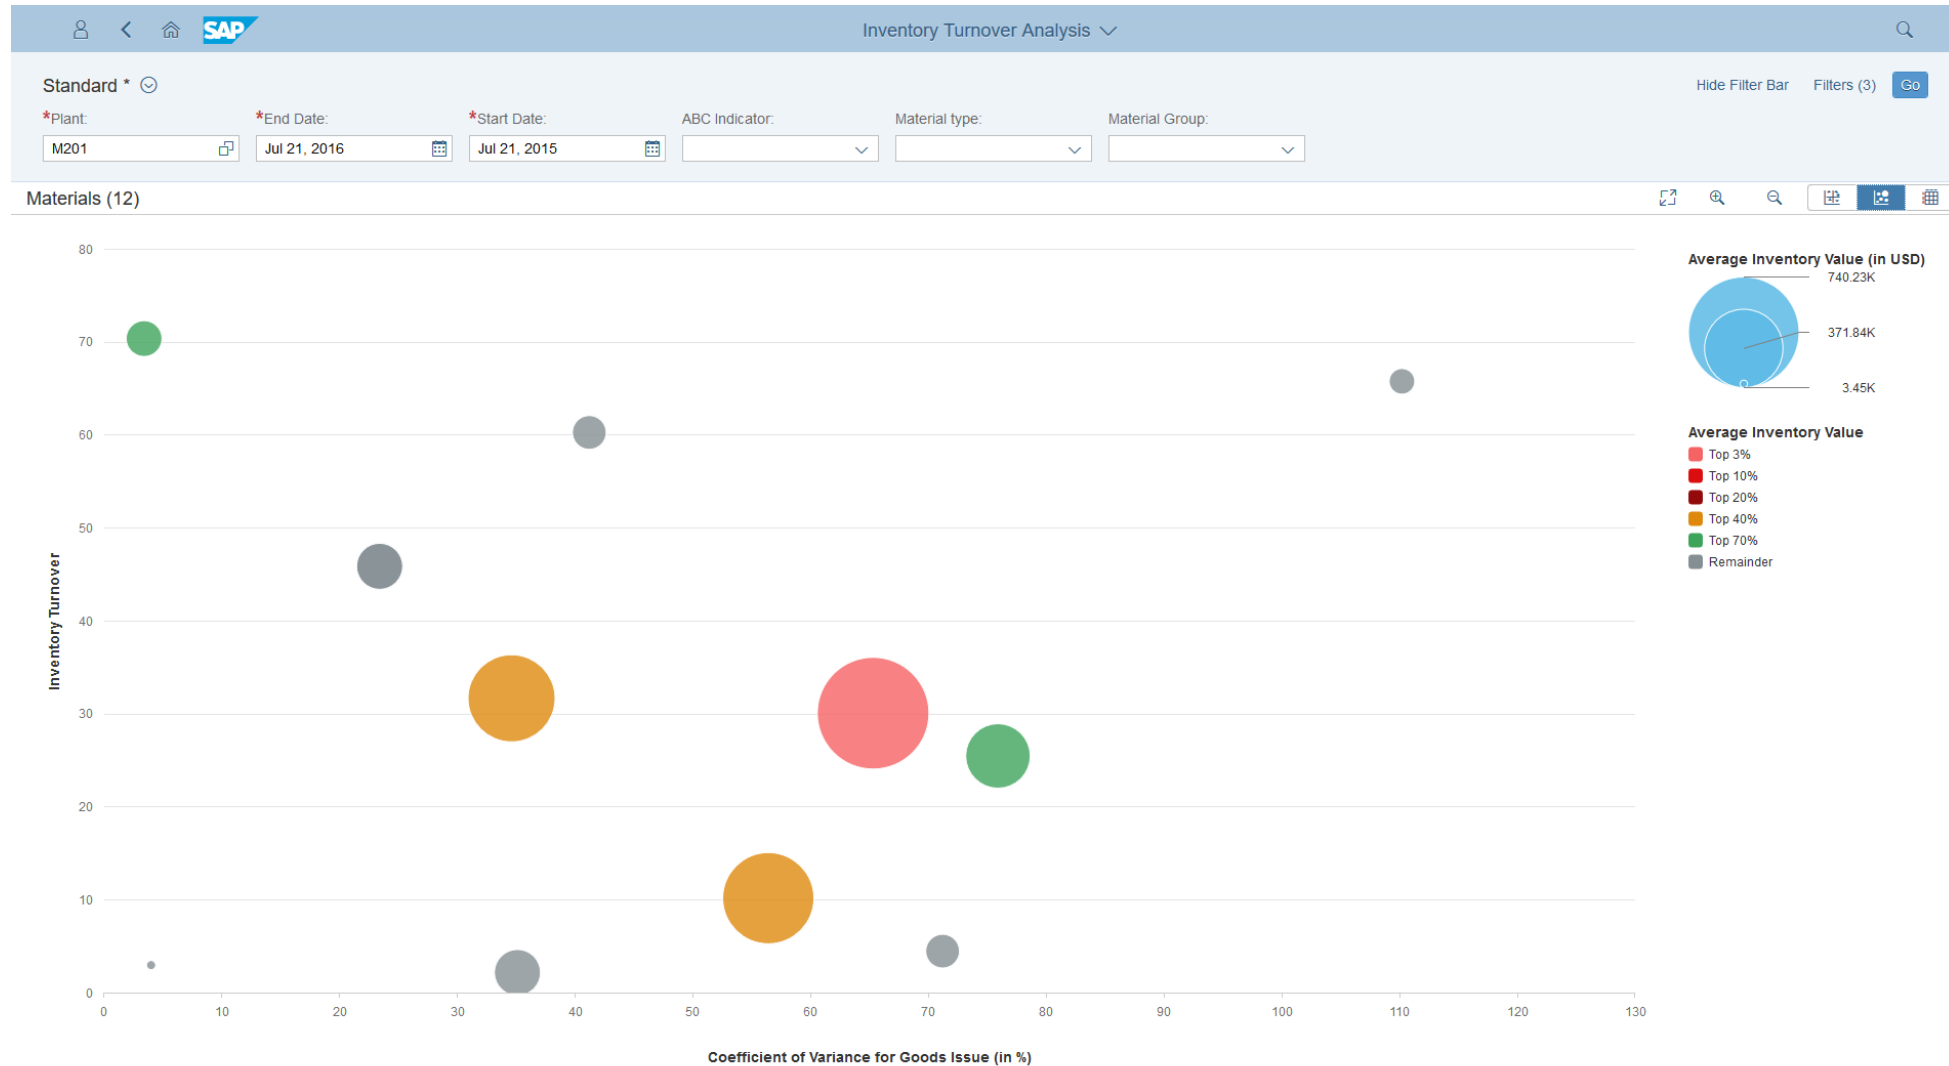 SAP
Inventory Turnover Analysis
Standard *
Hide Filter Bar Filters (3) Go
*Plant: *End Date: *Start Date: ABC Indicator: Material type: Material Group:
M201 Jul 21, 2016 Jul 21, 2015
Materials (12)
Inventory Turnover
80
70
60
50
40
30
20
10
0
0 10 20 30 40 50 60 70 80 90 100 110 120 130
Coefficient of Variance for Goods Issue (in %)
Average Inventory Value (in USD)
740.23K
371.84K
3.45K
Average Inventory Value
Top 3%
Top 10%
Top 20%
Top 40%
Top 70%
Remainder